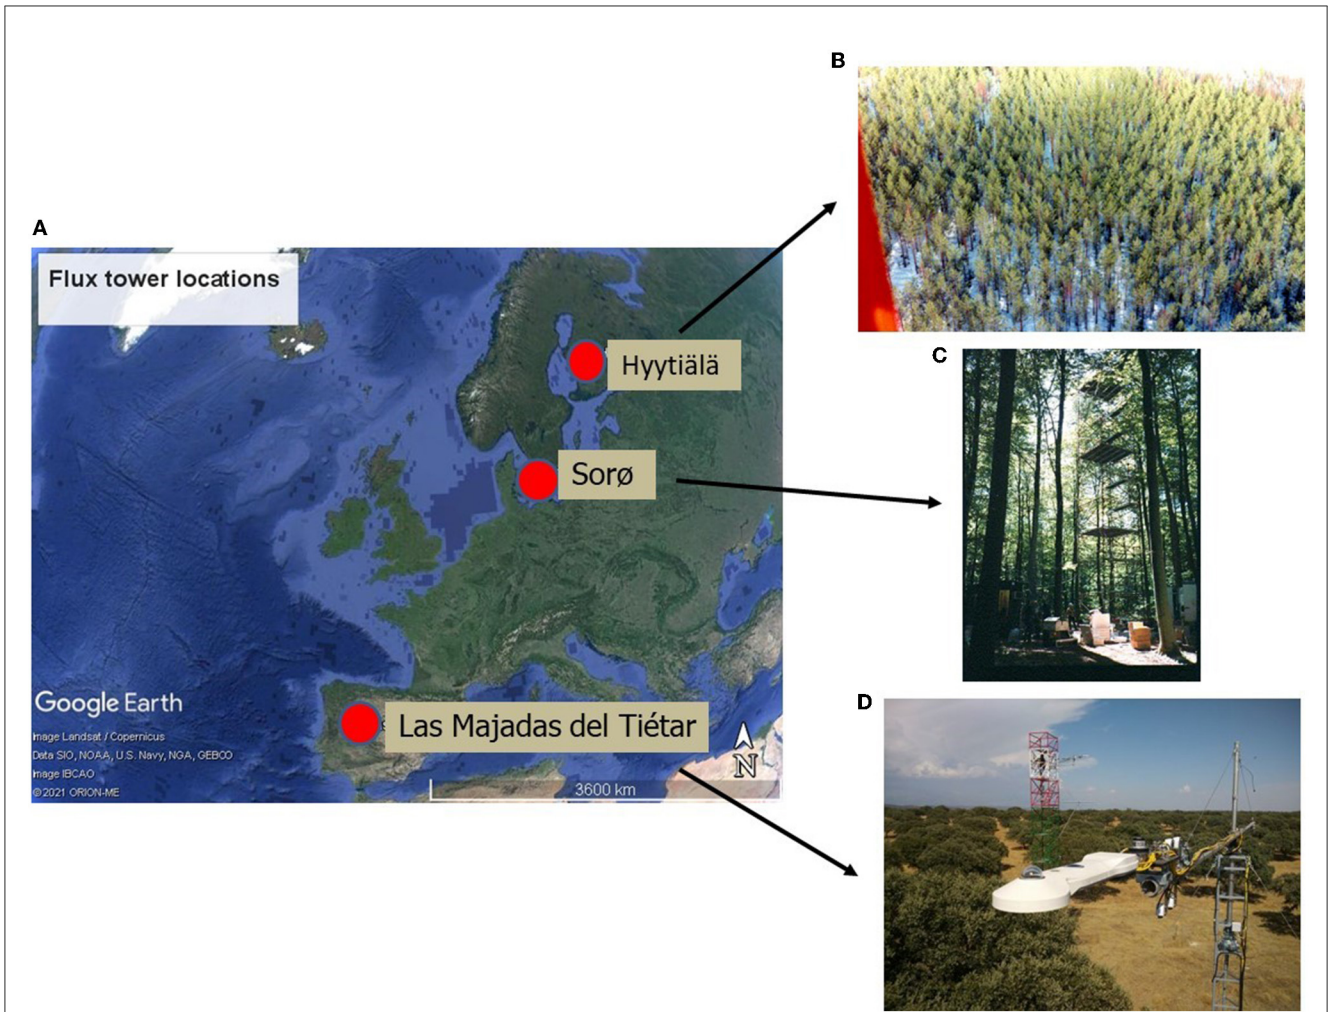 A
Flux tower locations
Hyytiälä
Sorø
Las Majadas del Tiétar
Google Earth
Image Landsat / Copernicus
Data SIO, NOAA, U.S. Navy, NGA, GEBCO
Image IBCAO
©2021 ORION-ME
N
3600 km
B
C
D